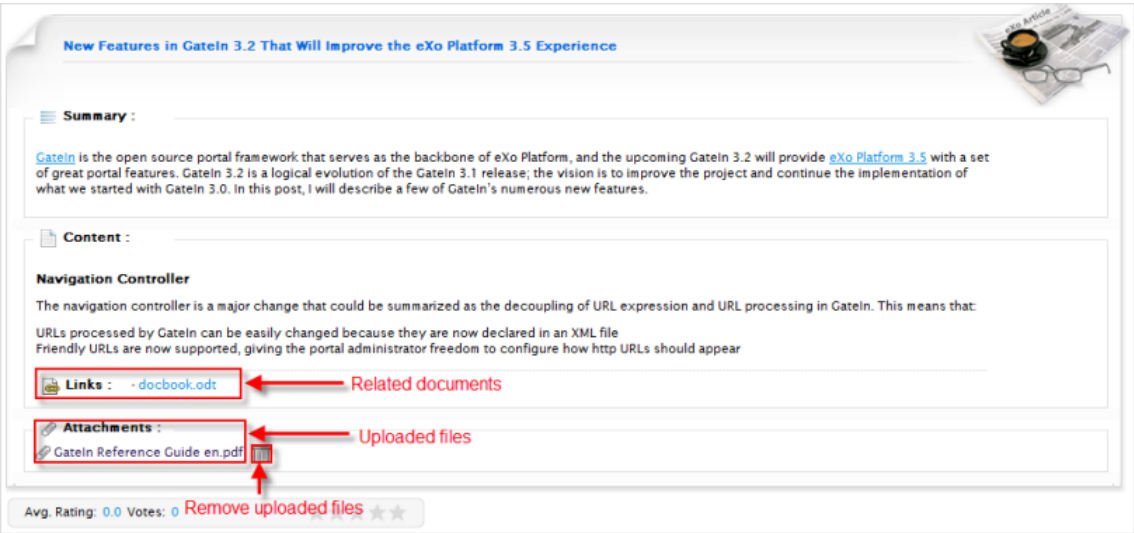 eXo Article
New Features in GateIn 3.2 That Will Improve the eXo Platform 3.5 Experience
Summary :
GateIn is the open source portal framework that serves as the backbone of eXo Platform, and the upcoming GateIn 3.2 will provide eXo Platform 3.5 with a set
of great portal features. GateIn 3.2 is a logical evolution of the GateIn 3.1 release; the vision is to improve the project and continue the implementation of
what we started with GateIn 3.0. In this post, I will describe a few of GateIn's numerous new features.
Content :
Navigation Controller
The navigation controller is a major change that could be summarized as the decoupling of URL expression and URL processing in GateIn. This means that:
URLs processed by GateIn can be easily changed because they are now declared in an XML file
Friendly URLs are now supported, giving the portal administrator freedom to configure how http URLs should appear
Links : · docbook.odt Related documents
Attachments : Uploaded files
GateIn Reference Guide en.pdf
Avg. Rating: 0.0 Votes: 0 Remove uploaded files